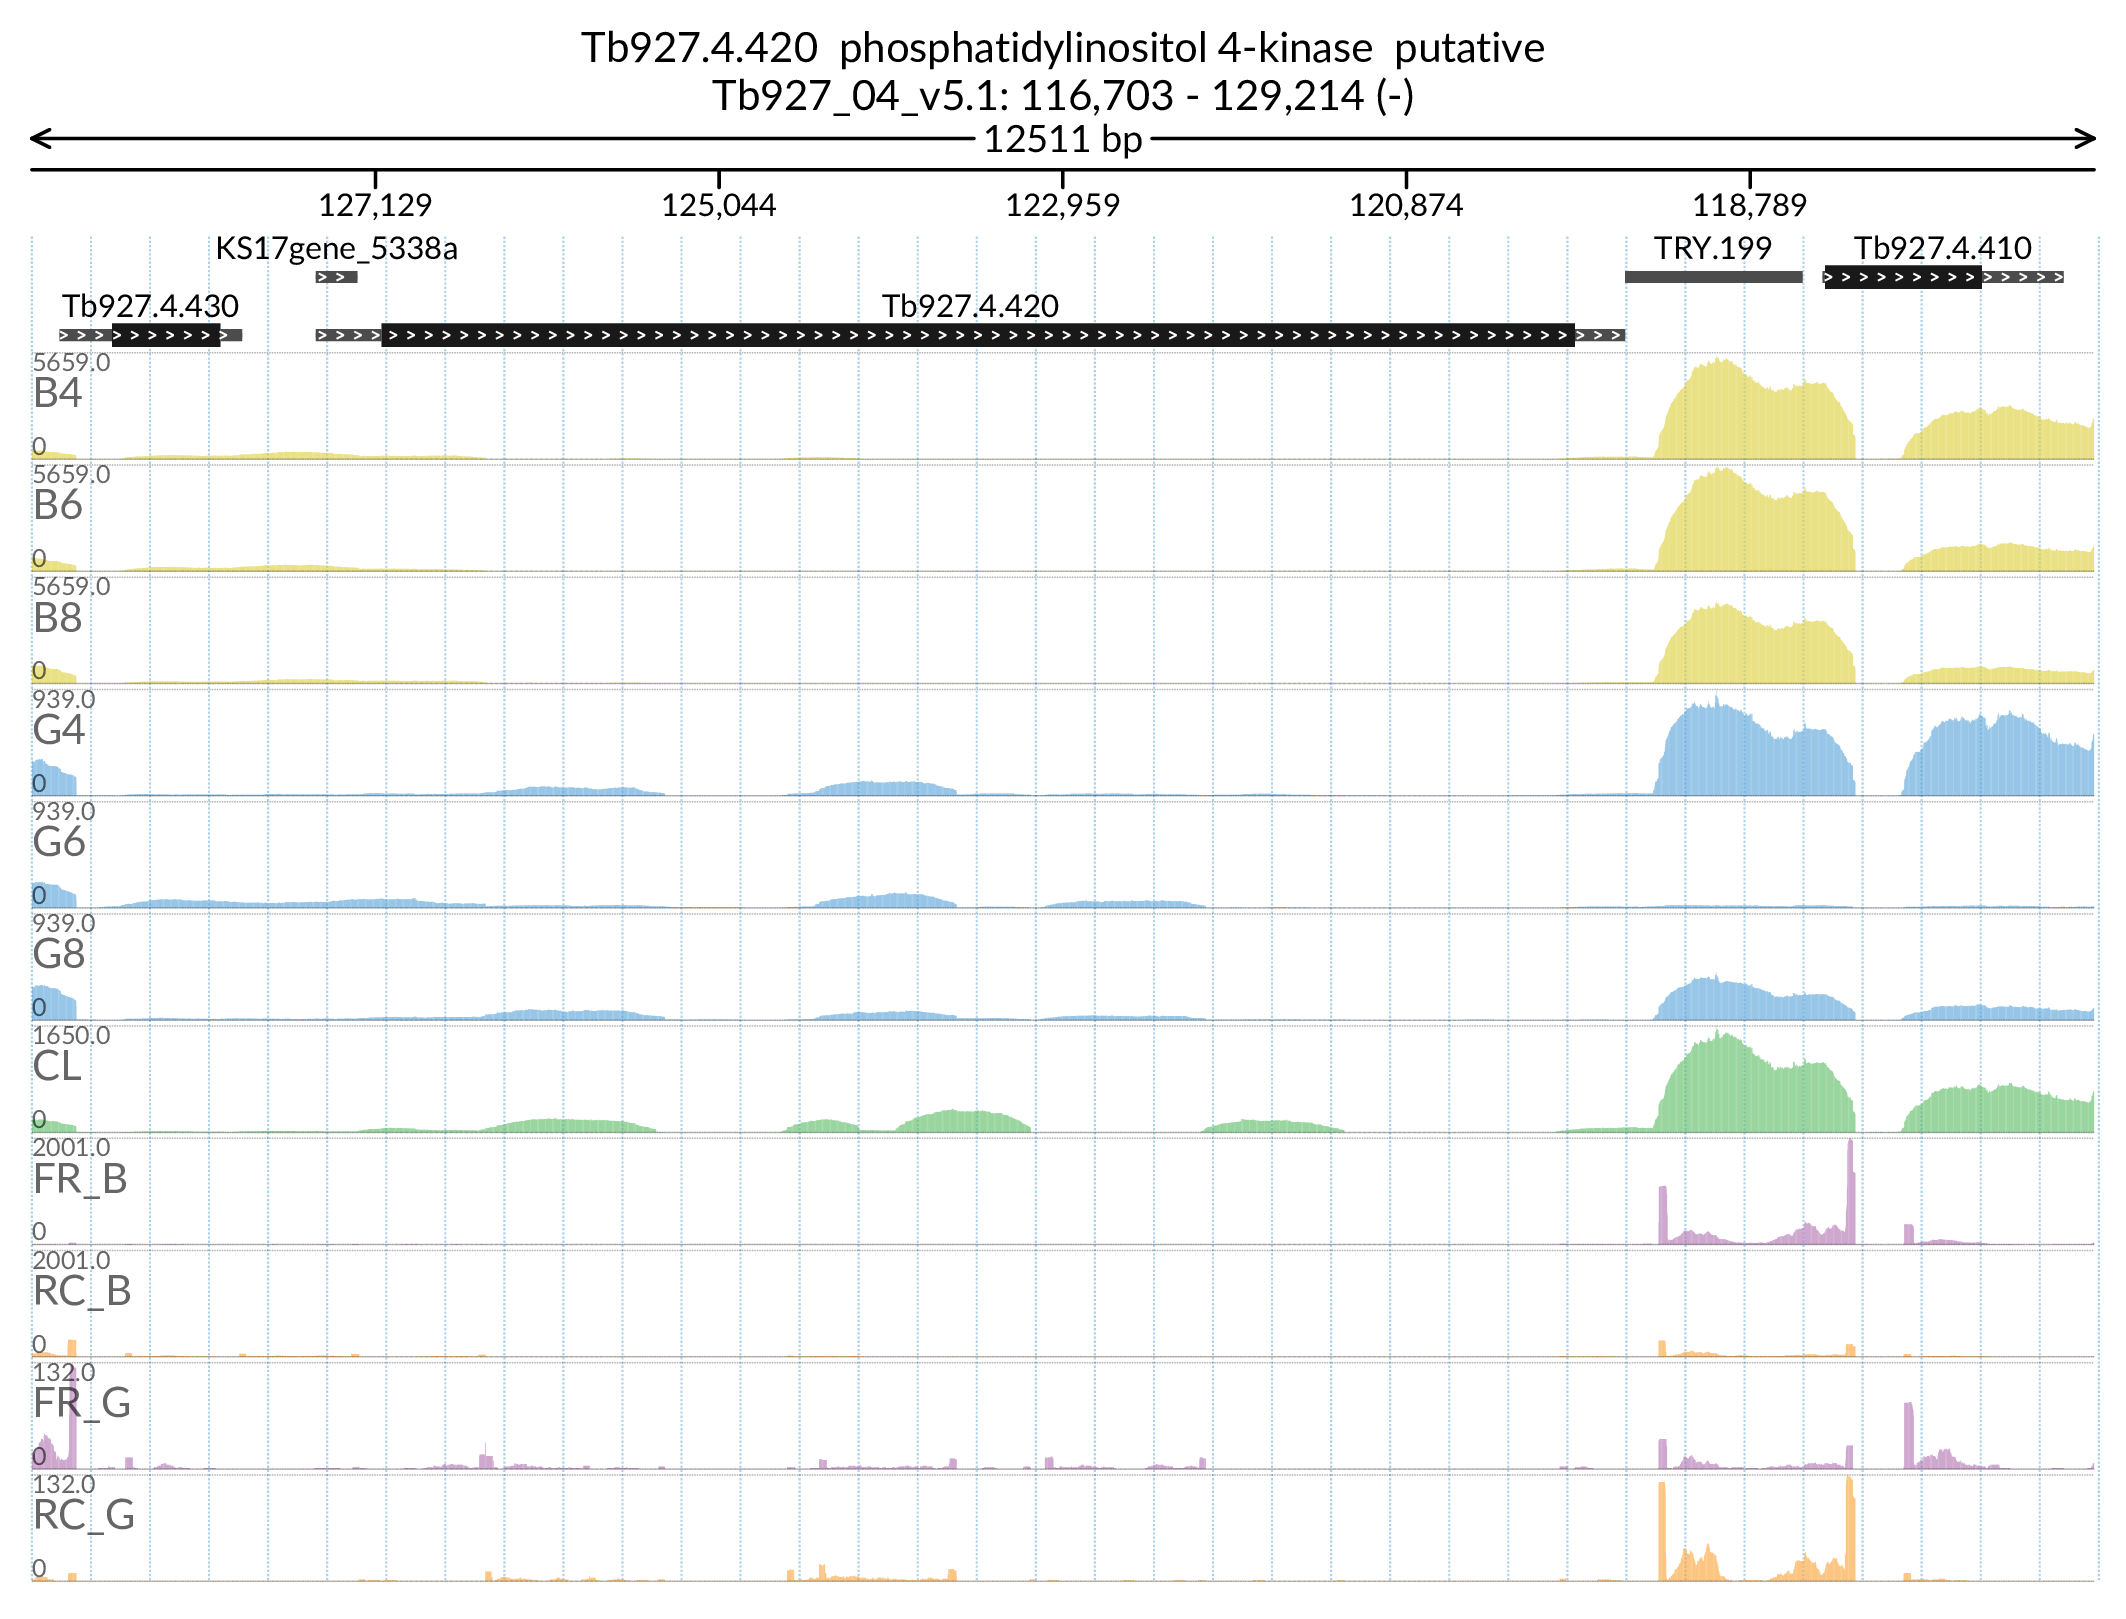 Tb927.4.420 phosphatidylinositol 4-kinase putative
Tb927_04_v5.1: 116,703 - 129,214 (-)
12511 bp
127,129 125,044 122,959 120,874 118,789
KS17gene_5338a TRY.199 Tb927.4.410
Tb927.4.430 Tb927.4.420
5659.0
B4
0
5659.0
B6
0
5659.0
B8
0
939.0
G4
0
939.0
G6
0
939.0
G8
0
1650.0
CL
0
2001.0
FR_B
0
2001.0
RC_B
0
132.0
FR_G
0
132.0
RC_G
0